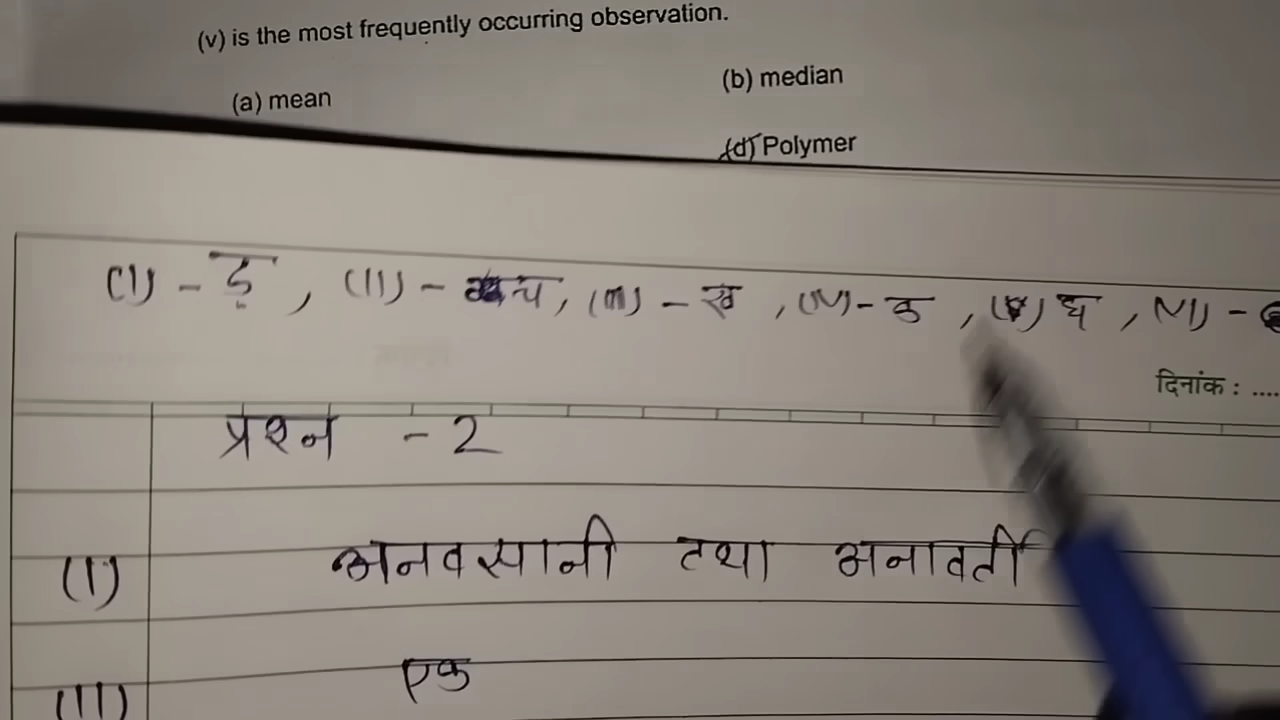 (v) is the most frequently occurring observation.
(a) mean
(b) median
(d) Polymer
(I) - ड़ , (II) - च , (III) - ख , (IV) - क , (V) घ , (VI) -
दिनांक : ....
प्रश्न - 2
(I) अनवसानी तथा अनावर्ती
(II) एक